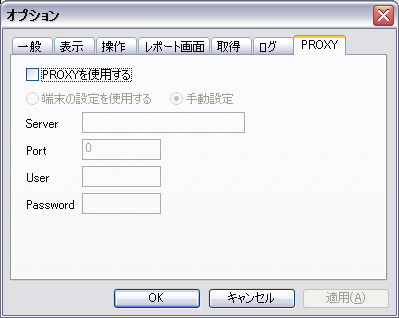 オプション
一般 表示 操作 レポート画面 取得 ログ PROXY
PROXYを使用する
端末の設定を使用する 手動設定
Server
Port 0
User
Password
OK キャンセル 適用(A)